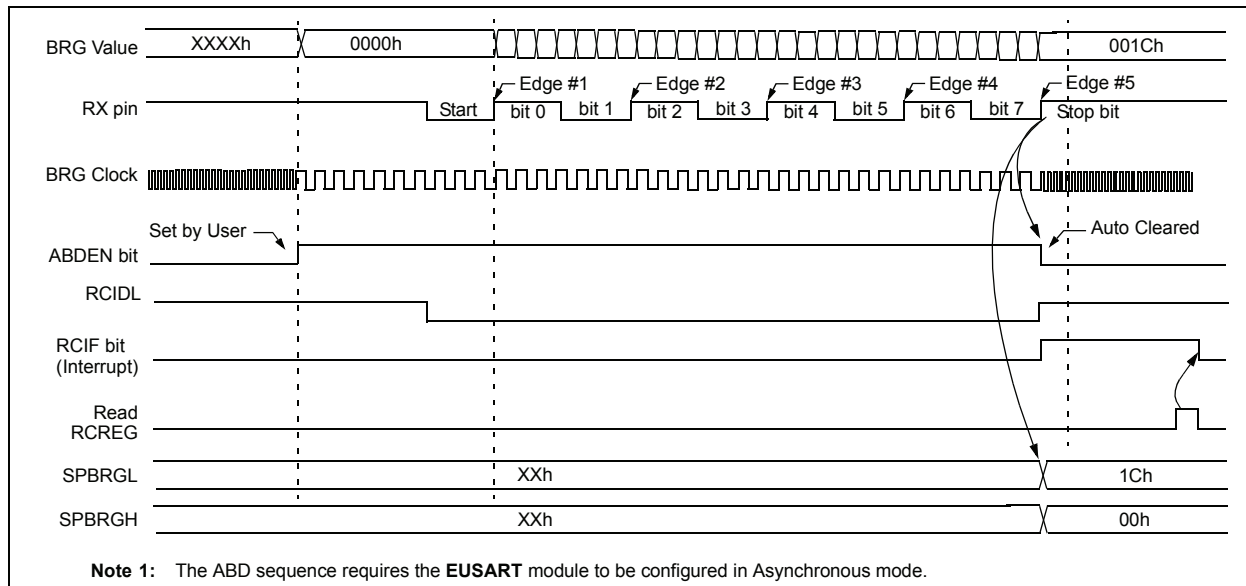 BRG Value XXXXh 0000h 001Ch
Edge #1 Edge #2 Edge #3 Edge #4 Edge #5
RX pin Start bit 0 bit 1 bit 2 bit 3 bit 4 bit 5 bit 6 bit 7 Stop bit
BRG Clock
Set by User Auto Cleared
ABDEN bit
RCIDL
RCIF bit
(Interrupt)
Read
RCREG
SPBRGL XXh 1Ch
SPBRGH XXh 00h
Note 1: The ABD sequence requires the EUSART module to be configured in Asynchronous mode.